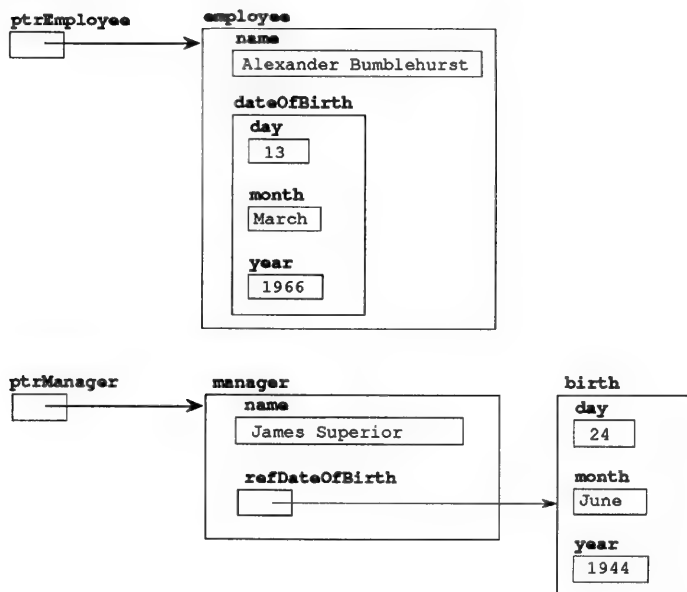 ptrEmployee
employee
name
Alexander Bumblehurst
dateOfBirth
day
13
month
March
year
1966
ptrManager
manager
birth
name
day
James Superior
24
refDateOfBirth
month
June
year
1944